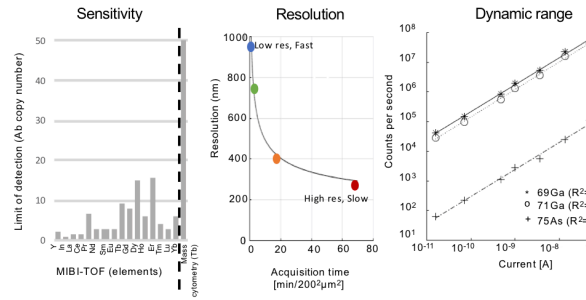 Sensitivity
Limit of detection (Ab copy number)
50
40
30
20
10
0
Y
In
La
Ce
Pr
Nd
Sm
Eu
Tb
Gd
Dy
Ho
Er
Tm
Lu
Yb
Mass
cytometry (Tb)
MIBI-TOF (elements)
Resolution
Resolution (nm)
1000
800
600
400
200
0
Low res, Fast
High res, Slow
0
20
40
60
80
Acquisition time
[min/200²µm²]
Dynamic range
Counts per second
10⁸
10⁷
10⁶
10⁵
10⁴
10³
10²
10¹
* 69Ga (R²=
o 71Ga (R²=
+ 75As (R²=
10⁻¹¹
10⁻¹⁰
10⁻⁹
10⁻⁸
Current [A]